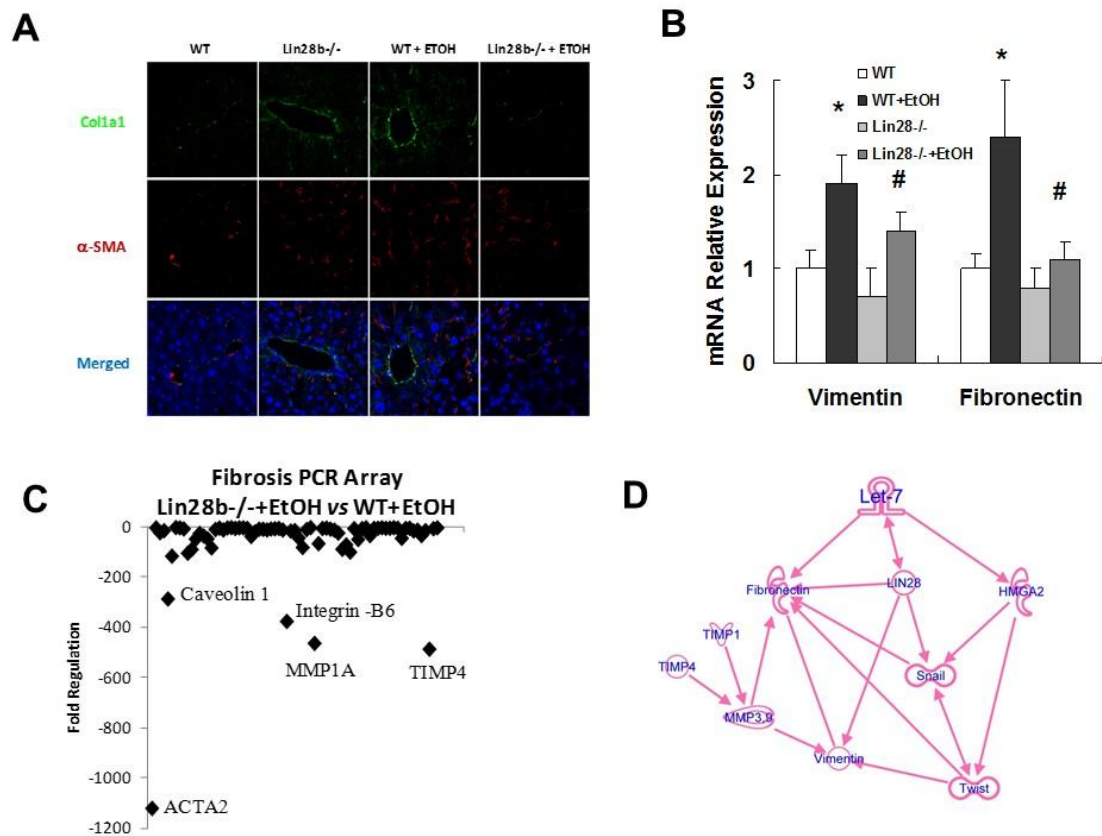 A
WT
Lin28b-/-
WT + ETOH
Lin28b-/- + ETOH
Col1a1
α-SMA
Merged
B
mRNA Relative Expression
3
2
1
0
WT
WT+EtOH
Lin28-/-
Lin28-/-+EtOH
*
#
*
#
Vimentin
Fibronectin
C
Fibrosis PCR Array
Lin28b-/-+EtOH vs WT+EtOH
Fold Regulation
0
-200
-400
-600
-800
-1000
-1200
Caveolin 1
Integrin -B6
MMP1A
TIMP4
ACTA2
D
Let-7
Fibronectin
LIN28
HMGA2
TIMP1
TIMP4
Snail
MMP3,9
Vimentin
Twist